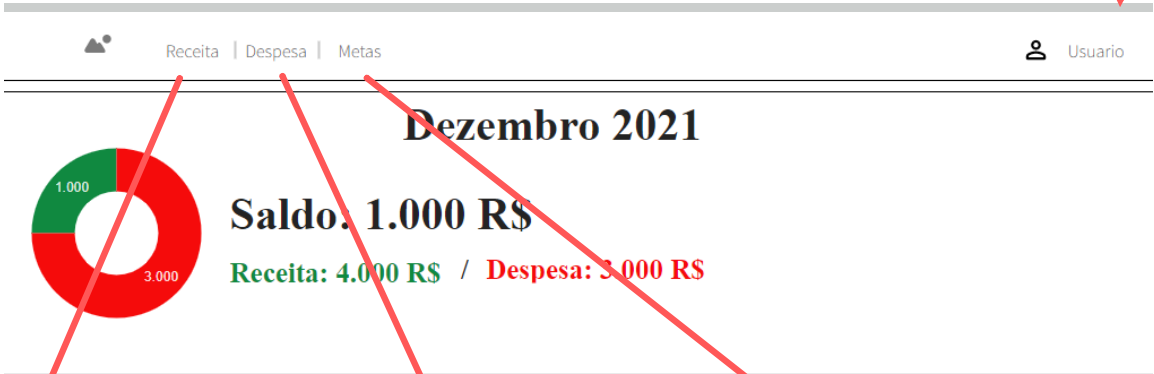 Receita | Despesa | Metas
Usuario
Dezembro 2021
1.000
3.000
Saldo: 1.000 R$
Receita: 4.000 R$ / Despesa: 3.000 R$